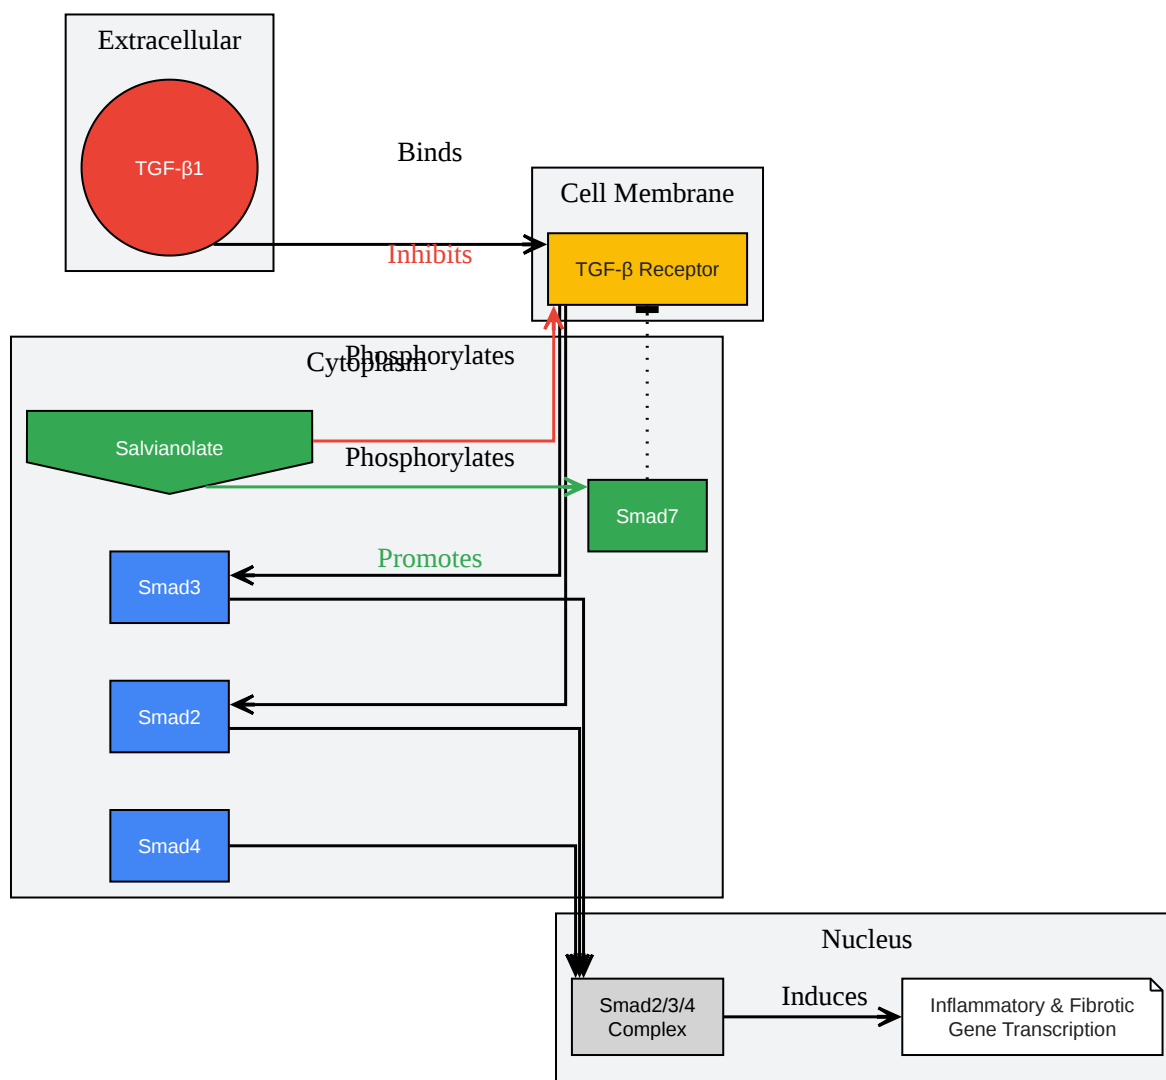 Extracellular
TGF-β1
Binds
Cell Membrane
Inhibits
TGF-β Receptor
Phosphorylates
Cytoplasm
Salvianolate
Phosphorylates
Smad7
Promotes
Smad3
Smad2
Smad4
Nucleus
Smad2/3/4
Complex
Induces
Inflammatory & Fibrotic
Gene Transcription